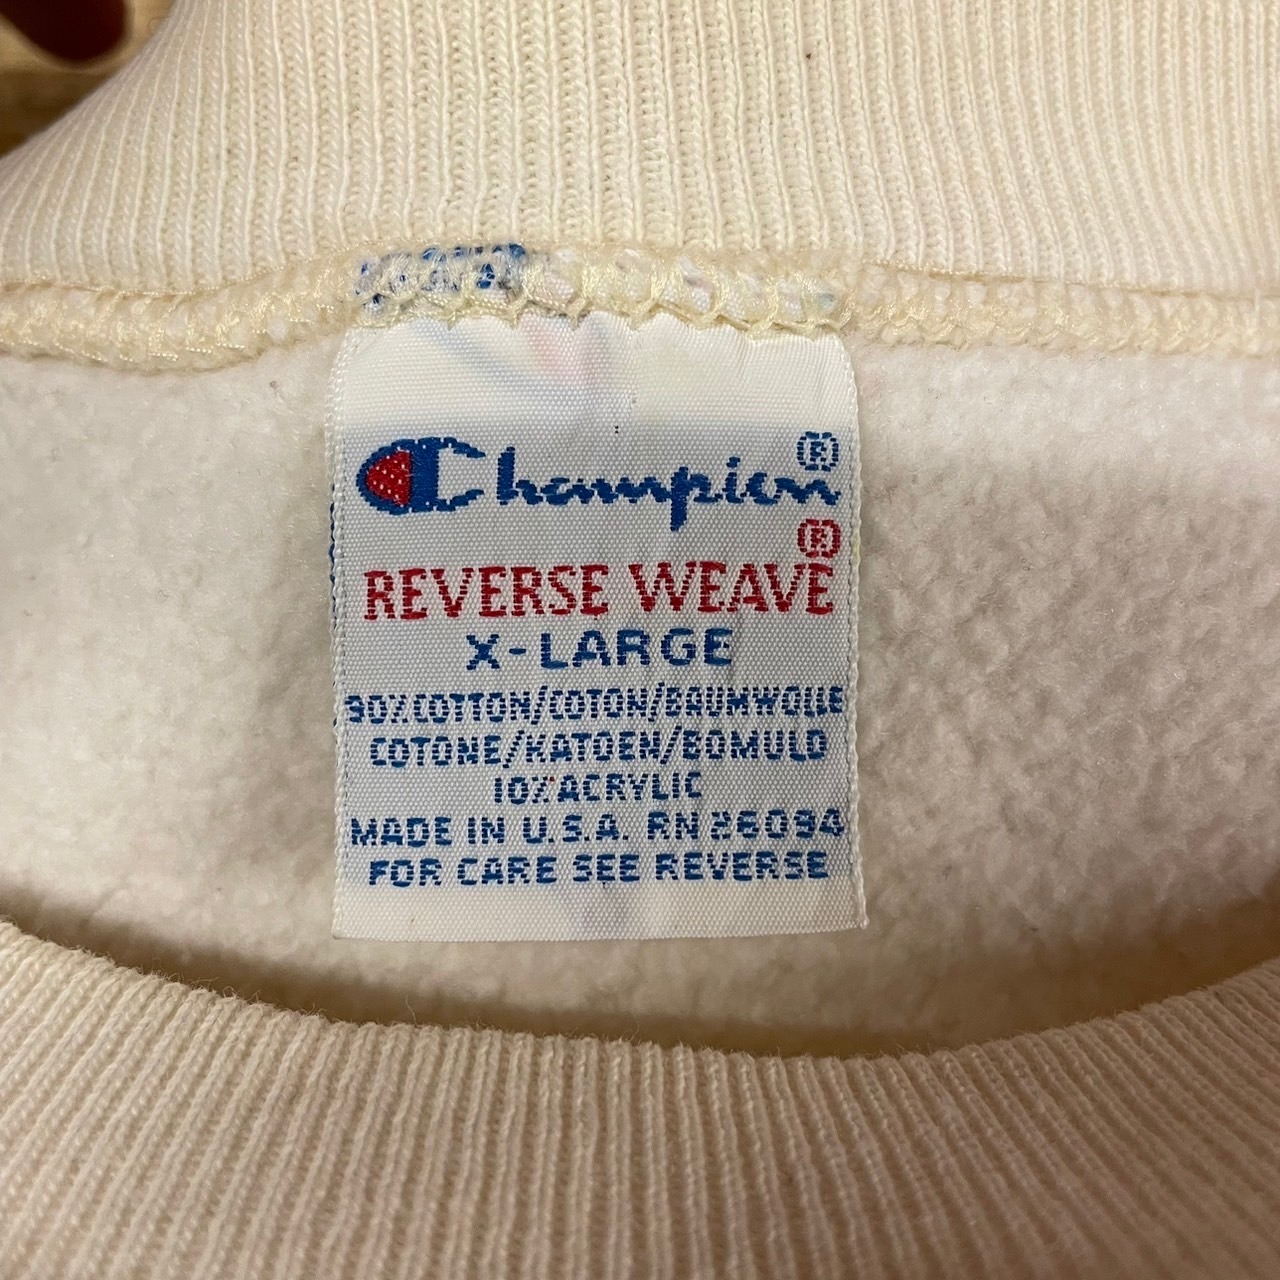 Champion®
REVERSE WEAVE®
X-LARGE
90% COTTON/COTON/BAUMWOLLE
COTONE/KATOEN/BOMULD
10% ACRYLIC
MADE IN U.S.A. RN 26094
FOR CARE SEE REVERSE